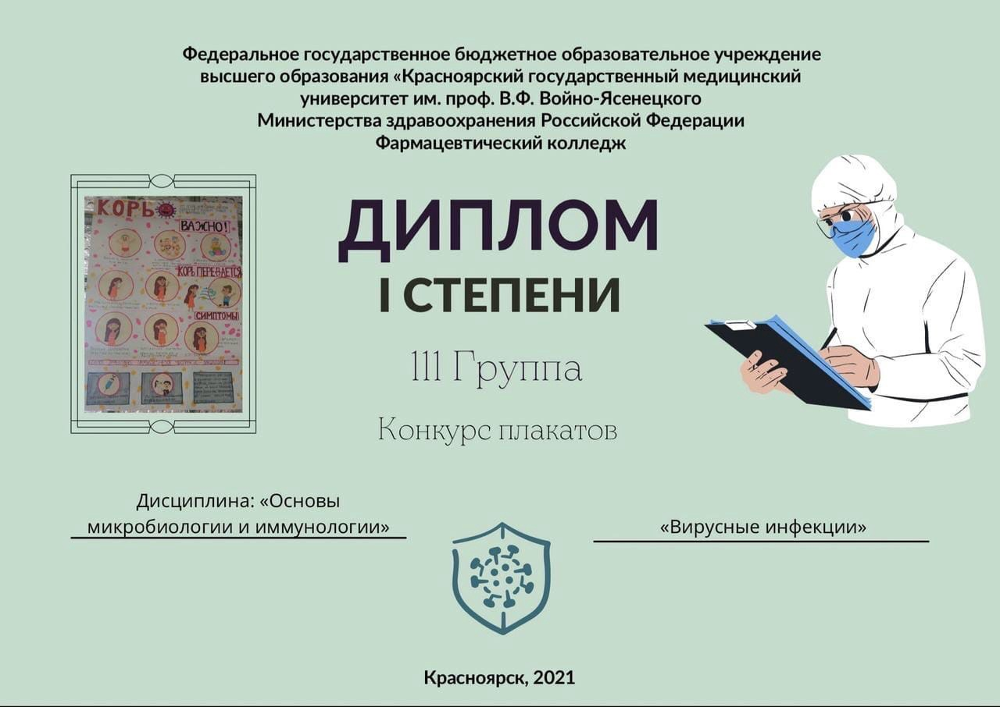 Федеральное государственное бюджетное образовательное учреждение
высшего образования «Красноярский государственный медицинский
университет им. проф. В.Ф. Войно-Ясенецкого
Министерства здравоохранения Российской Федерации
Фармацевтический колледж
КОРЬ
ВАЖНО!
КОРЬ ПЕРЕДАЕТСЯ
СИМПТОМЫ
ДИПЛОМ
I СТЕПЕНИ
111 Группа
Конкурс плакатов
Дисциплина: «Основы
микробиологии и иммунологии»
«Вирусные инфекции»
Красноярск, 2021